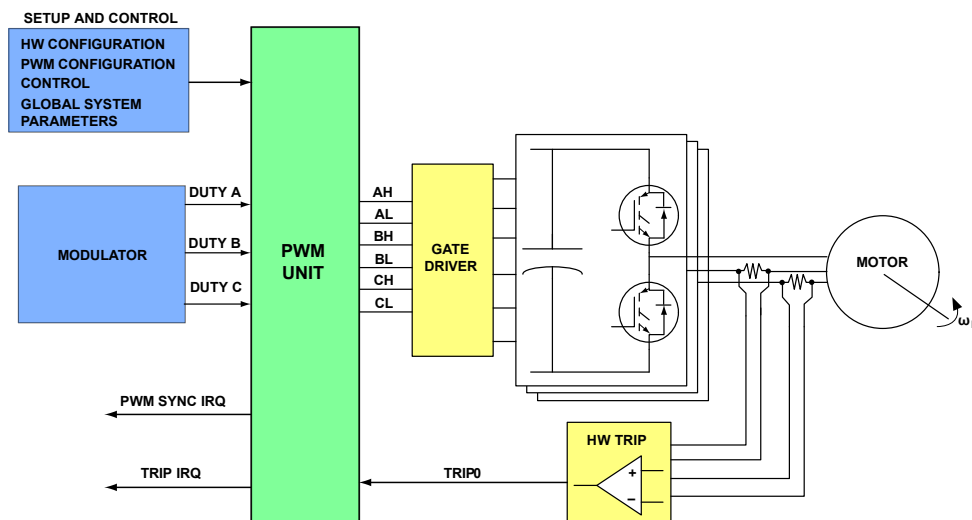 SETUP AND CONTROL
HW CONFIGURATION
PWM CONFIGURATION
CONTROL
GLOBAL SYSTEM
PARAMETERS
MODULATOR
DUTY A
DUTY B
DUTY C
PWM
UNIT
AH
AL
BH
BL
CH
CL
GATE
DRIVER
MOTOR
ω
PWM SYNC IRQ
TRIP IRQ
TRIP0
HW TRIP
+
−